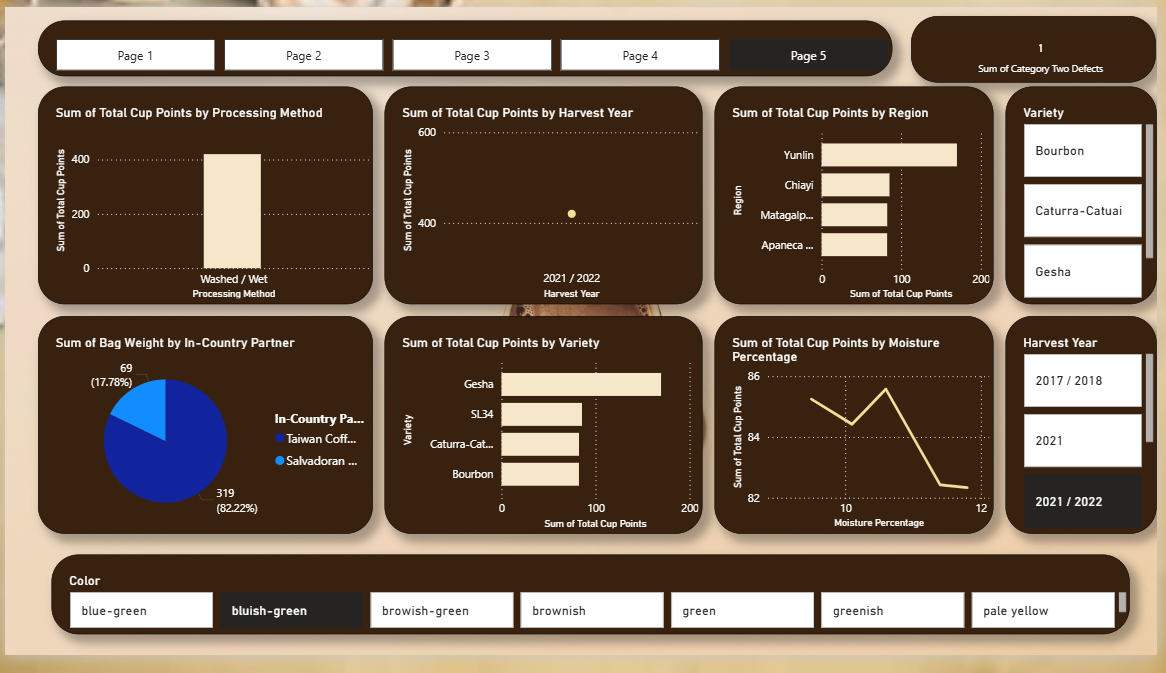 Page 1
Page 2
Page 3
Page 4
Page 5
1
Sum of Category Two Defects
Sum of Total Cup Points by Processing Method
Sum of Total Cup Points
400
200
0
Washed / Wet
Processing Method
Sum of Total Cup Points by Harvest Year
Sum of Total Cup Points
600
400
2021 / 2022
Harvest Year
Sum of Total Cup Points by Region
Region
Yunlin
Chiayi
Matagalp...
Apaneca ...
0
100
200
Sum of Total Cup Points
Variety
Bourbon
Caturra-Catuai
Gesha
Sum of Bag Weight by In-Country Partner
69
(17.78%)
319
(82.22%)
In-Country Pa...
Taiwan Coff...
Salvadoran ...
Sum of Total Cup Points by Variety
Variety
Gesha
SL34
Caturra-Cat...
Bourbon
0
100
200
Sum of Total Cup Points
Sum of Total Cup Points by Moisture
Percentage
Sum of Total Cup Points
86
84
82
10
12
Moisture Percentage
Harvest Year
2017 / 2018
2021
2021 / 2022
Color
blue-green
bluish-green
browish-green
brownish
green
greenish
pale yellow